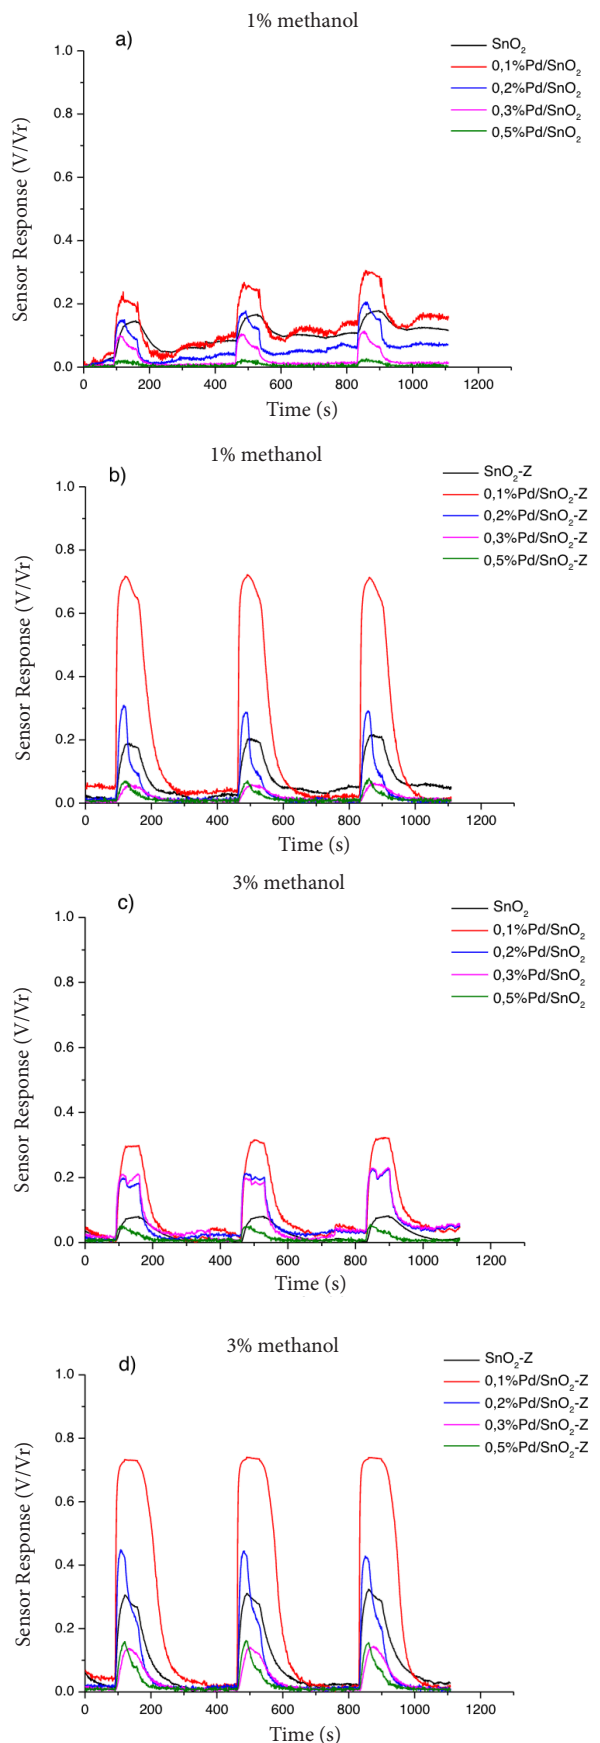 1% methanol
a)
SnO2
0,1%Pd/SnO2
0,2%Pd/SnO2
0,3%Pd/SnO2
0,5%Pd/SnO2
1.0
0.8
0.6
0.4
0.2
0.0
Sensor Response (V/Vr)
0 200 400 600 800 1000 1200
Time (s)
1% methanol
b)
SnO2-Z
0,1%Pd/SnO2-Z
0,2%Pd/SnO2-Z
0,3%Pd/SnO2-Z
0,5%Pd/SnO2-Z
1.0
0.8
0.6
0.4
0.2
0.0
Sensor Response (V/Vr)
0 200 400 600 800 1000 1200
Time (s)
3% methanol
c)
SnO2
0,1%Pd/SnO2
0,2%Pd/SnO2
0,3%Pd/SnO2
0,5%Pd/SnO2
1.0
0.8
0.6
0.4
0.2
0.0
Sensor Response (V/Vr)
0 200 400 600 800 1000 1200
Time (s)
3% methanol
d)
SnO2-Z
0,1%Pd/SnO2-Z
0,2%Pd/SnO2-Z
0,3%Pd/SnO2-Z
0,5%Pd/SnO2-Z
1.0
0.8
0.6
0.4
0.2
0.0
Sensor Response (V/Vr)
0 200 400 600 800 1000 1200
Time (s)